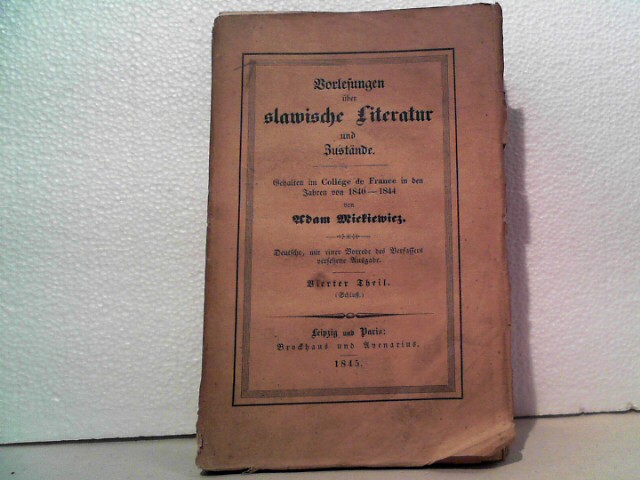 Vorlesungen
über
slawische Literatur
und
Zustände.
Gehalten im Collége de France in den
Jahren von 1840—1844
von
Adam Mickiewicz.
Deutsche, mit einer Vorrede des Verfassers
versehene Ausgabe.
Vierter Theil.
(Schluß.)
Leipzig und Paris:
Brockhaus und Avenarius.
1845.